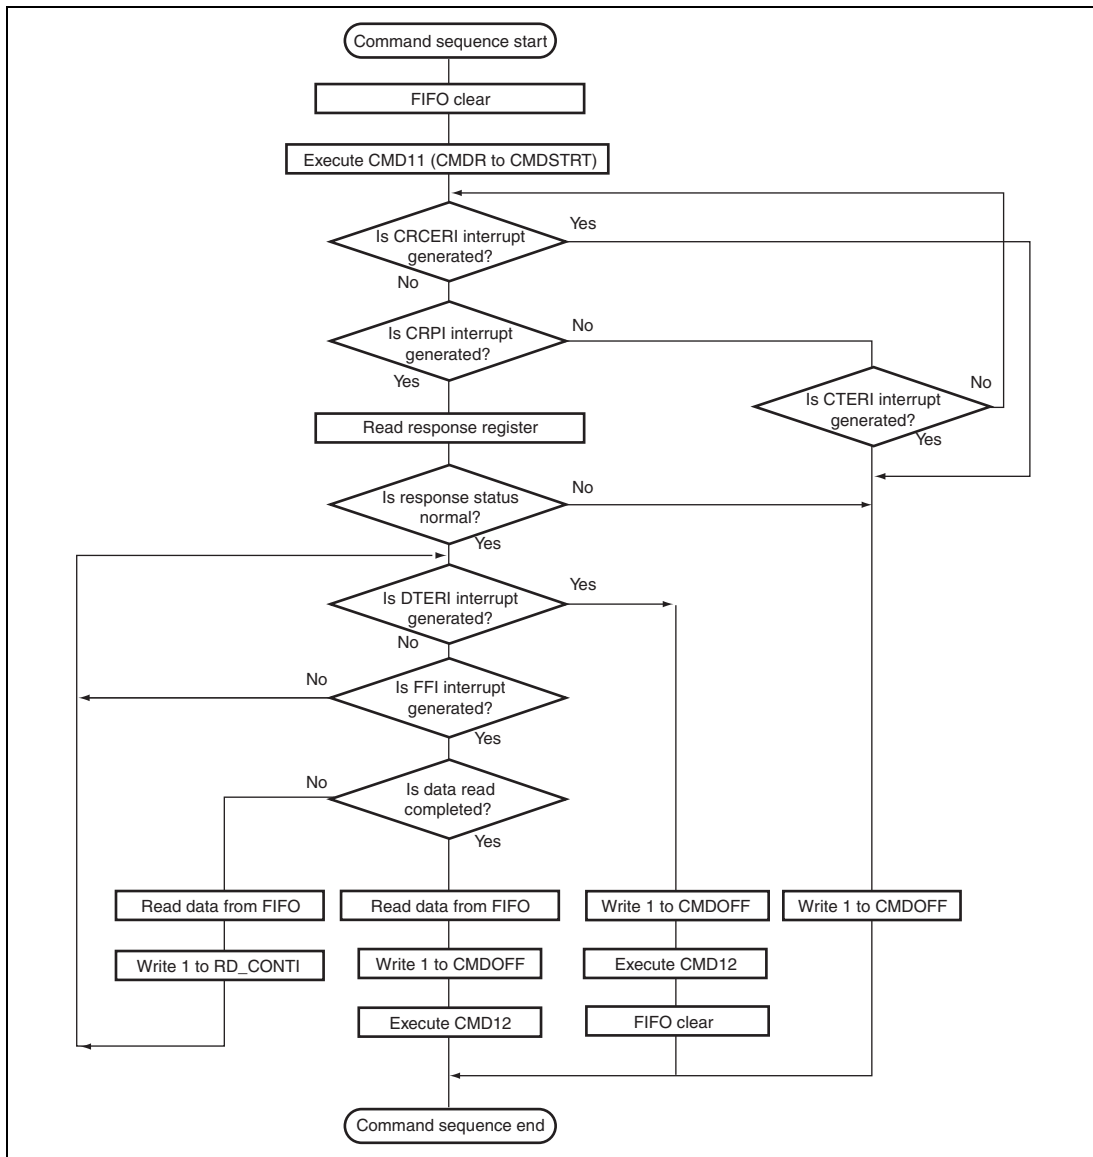 Command sequence start
FIFO clear
Execute CMD11 (CMDR to CMDSTRT)
Is CRCERI interrupt
generated?
Yes
No
Is CRPI interrupt
generated?
No
Yes
Is CTERI interrupt
generated?
No
Yes
Read response register
Is response status
normal?
No
Yes
Is DTERI interrupt
generated?
Yes
No
Is FFI interrupt
generated?
No
Yes
Is data read
completed?
No
Yes
Read data from FIFO
Read data from FIFO
Write 1 to CMDOFF
Write 1 to CMDOFF
Write 1 to RD_CONTI
Write 1 to CMDOFF
Execute CMD12
Execute CMD12
FIFO clear
Command sequence end